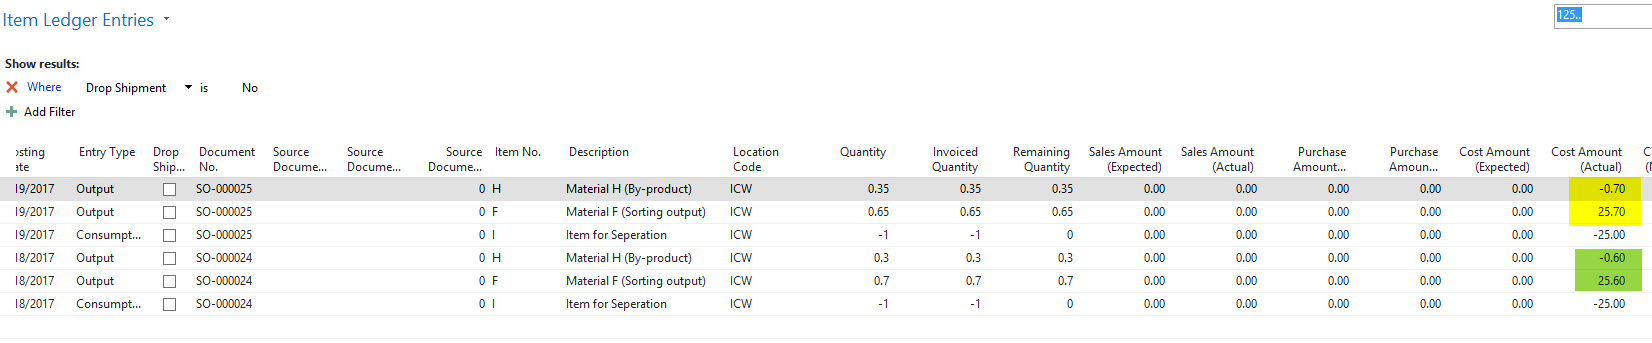 Item Ledger Entries
125..
Show results:
Where Drop Shipment is No
Add Filter
osting Entry Type Drop Document Source Source Source Item No. Description Location Quantity Invoiced Remaining Sales Amount Sales Amount Purchase Purchase Cost Amount Cost Amount C
ate Ship... No. Docume... Docume... Docume... Code Quantity Quantity (Expected) (Actual) Amount... Amoun... (Expected) (Actual) (N
19/2017 Output SO-000025 0 H Material H (By-product) ICW 0.35 0.35 0.35 0.00 0.00 0.00 0.00 0.00 -0.70
19/2017 Output SO-000025 0 F Material F (Sorting output) ICW 0.65 0.65 0.65 0.00 0.00 0.00 0.00 0.00 25.70
19/2017 Consumpt... SO-000025 0 I Item for Seperation ICW -1 -1 0 0.00 0.00 0.00 0.00 0.00 -25.00
18/2017 Output SO-000024 0 H Material H (By-product) ICW 0.3 0.3 0.3 0.00 0.00 0.00 0.00 0.00 -0.60
18/2017 Output SO-000024 0 F Material F (Sorting output) ICW 0.7 0.7 0.7 0.00 0.00 0.00 0.00 0.00 25.60
18/2017 Consumpt... SO-000024 0 I Item for Seperation ICW -1 -1 0 0.00 0.00 0.00 0.00 0.00 -25.00